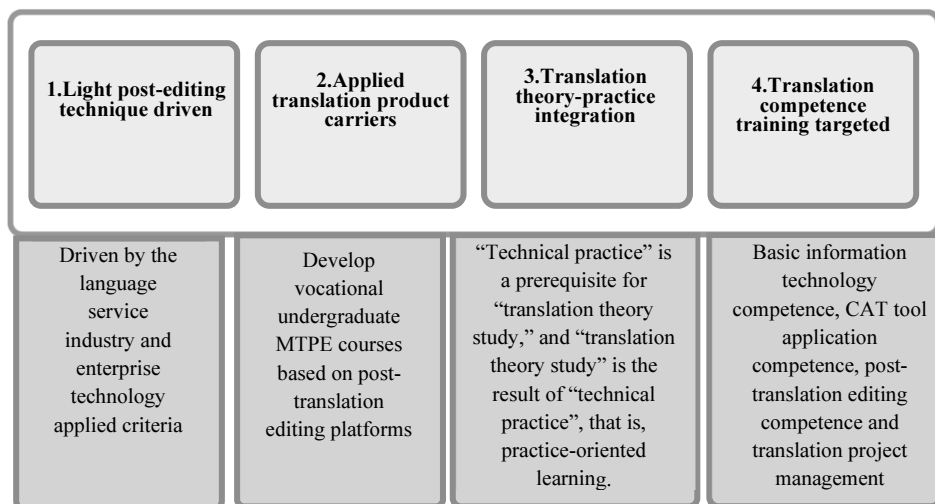 1.Light post-editing
technique driven
2.Applied
translation product
carriers
3.Translation
theory-practice
integration
4.Translation
competence
training targeted
Driven by the
language
service
industry and
enterprise
technology
applied criteria
Develop
vocational
undergraduate
MTPE courses
based on post-
translation
editing platforms
“Technical practice” is
a prerequisite for
“translation theory
study,” and “translation
theory study” is the
result of “technical
practice”, that is,
practice-oriented
learning.
Basic information
technology
competence, CAT tool
application
competence, post-
translation editing
competence and
translation project
management